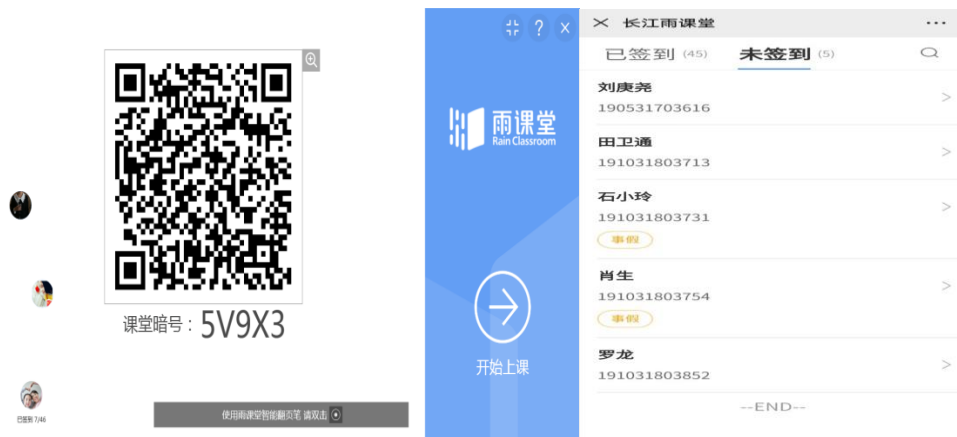 课堂暗号：5V9X3
已签到 7/46
使用雨课堂智能翻页笔 请双击
? ×
雨课堂
Rain Classroom
开始上课
× 长江雨课堂 ...
已签到 (45) 未签到 (5)
刘庚尧
190531703616 >
田卫通
191031803713 >
石小玲
191031803731 >
事假
肖生
191031803754 >
事假
罗龙
191031803852 >
--END--